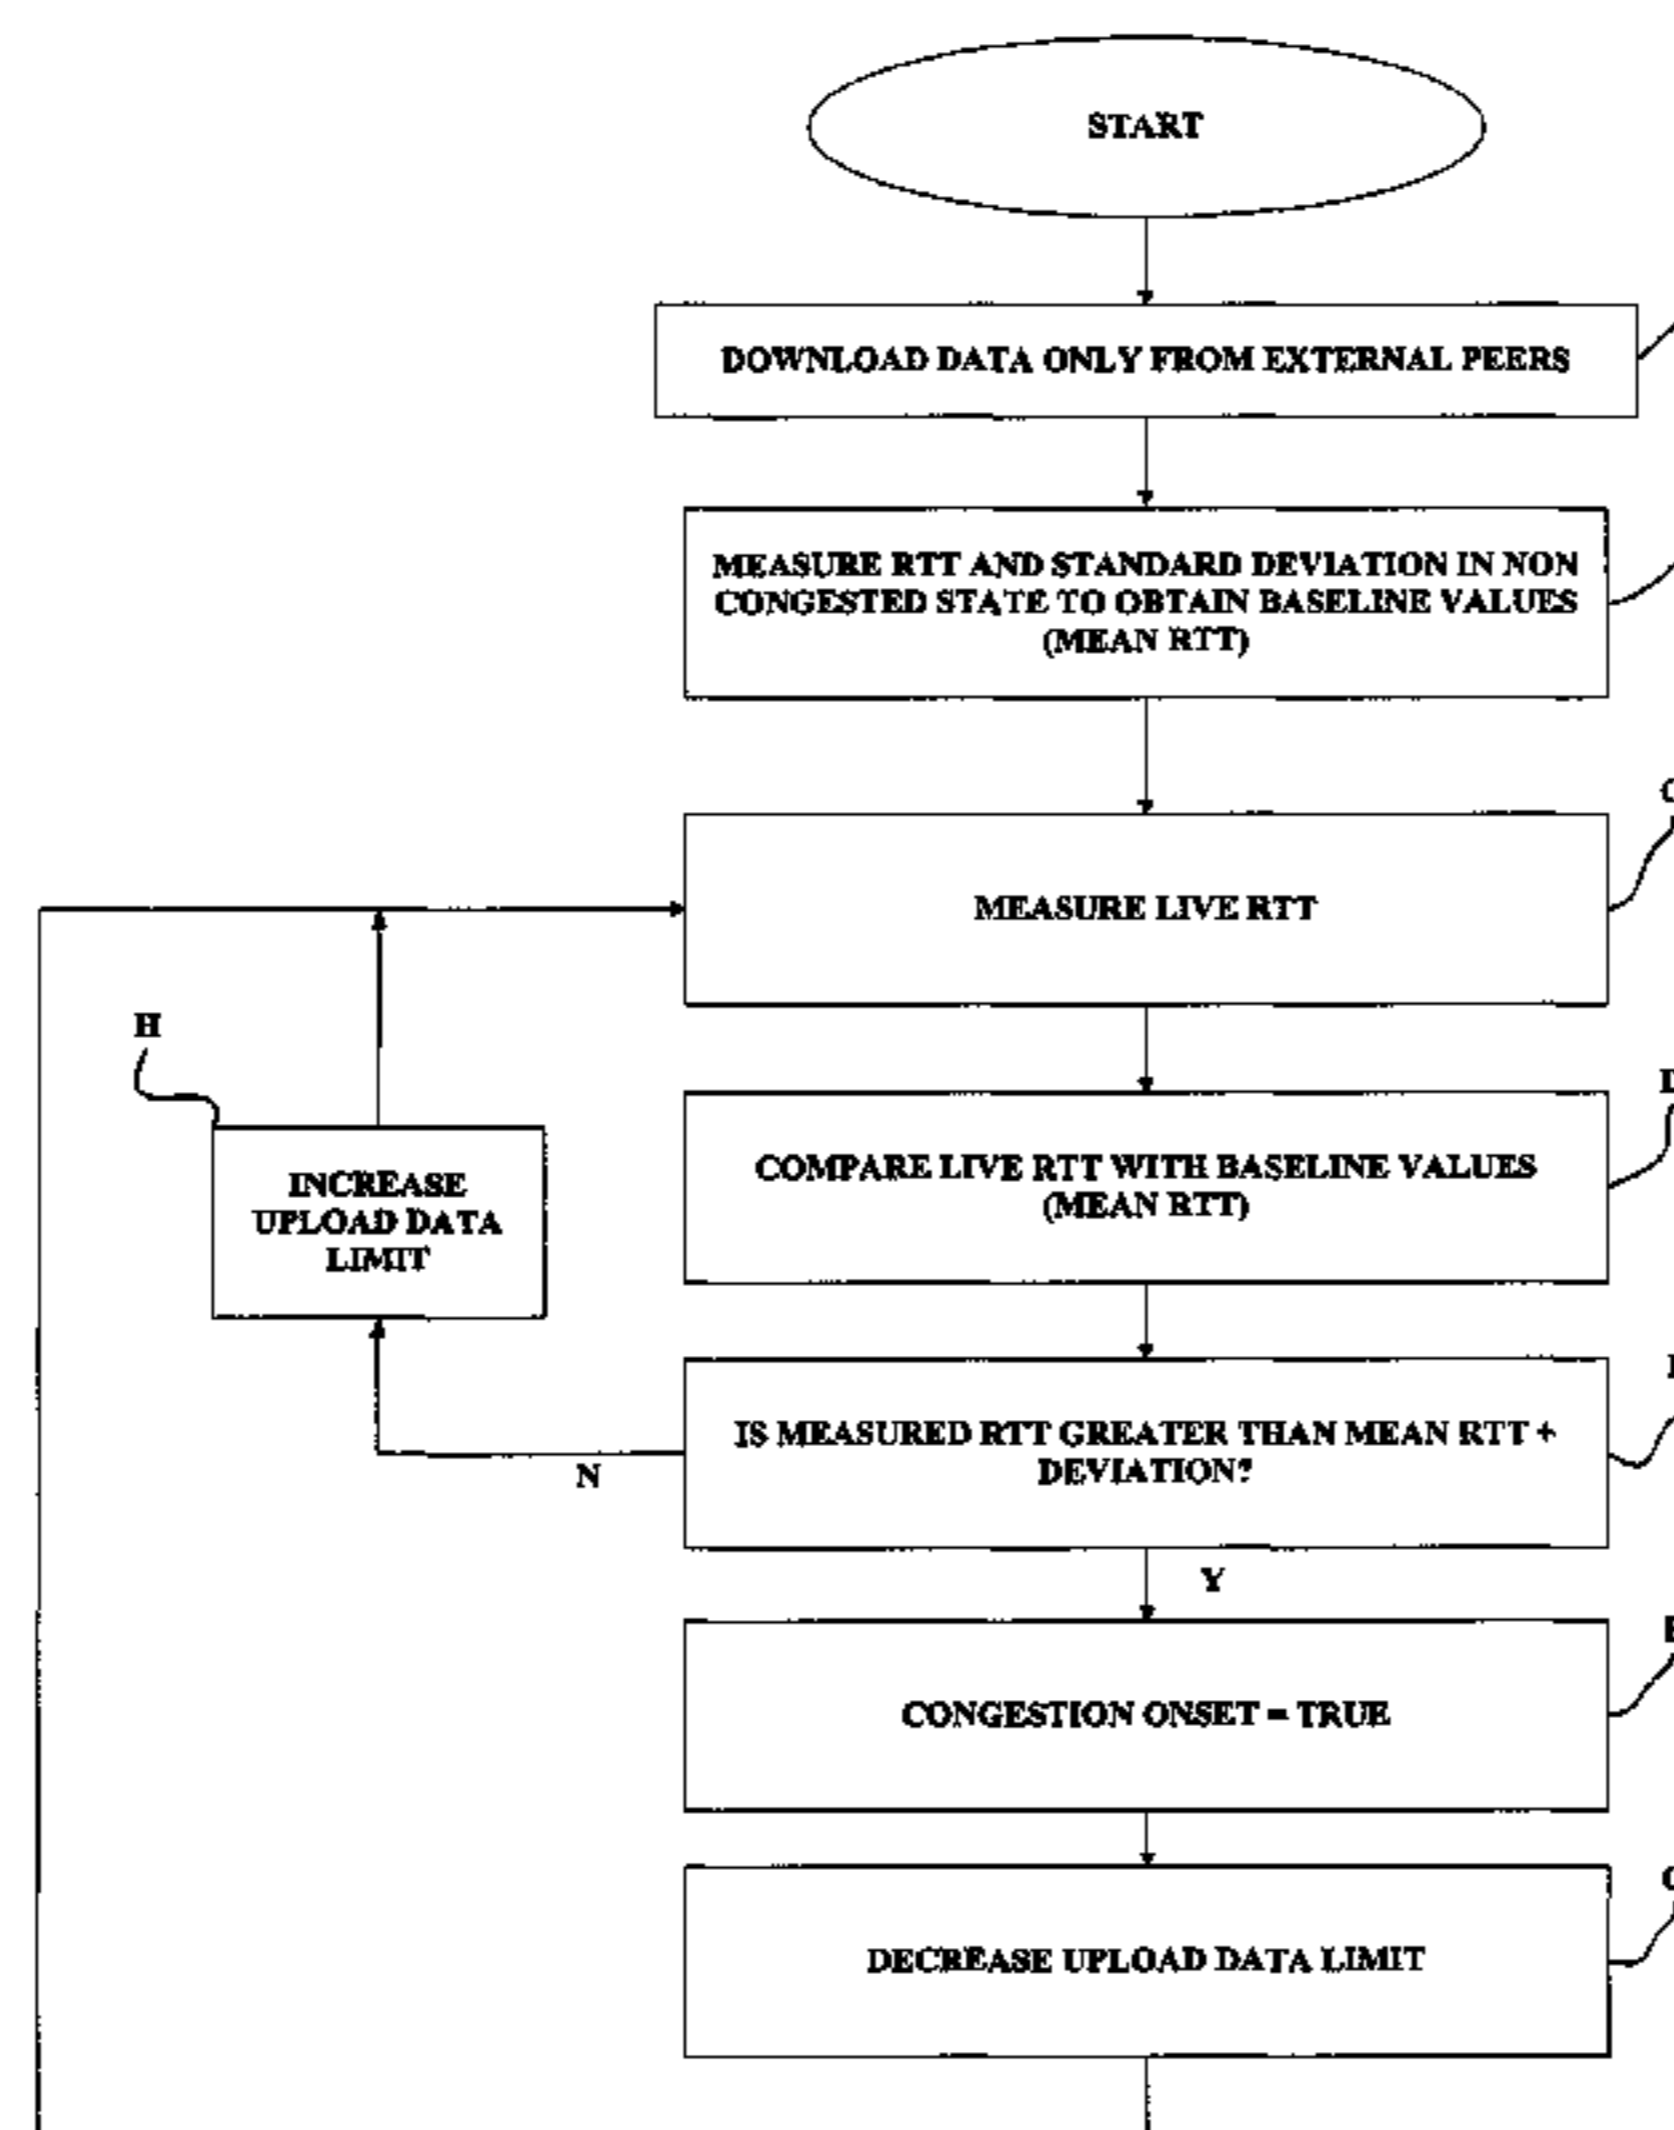 START
DOWNLOAD DATA ONLY FROM EXTERNAL PEERS
MEASURE RTT AND STANDARD DEVIATION IN NON
CONGESTED STATE TO OBTAIN BASELINE VALUES
(MEAN RTT)
MEASURE LIVE RTT
H
INCREASE
UPLOAD DATA
LIMIT
COMPARE LIVE RTT WITH BASELINE VALUES
(MEAN RTT)
IS MEASURED RTT GREATER THAN MEAN RTT +
DEVIATION?
N
Y
CONGESTION ONSET = TRUE
DECREASE UPLOAD DATA LIMIT